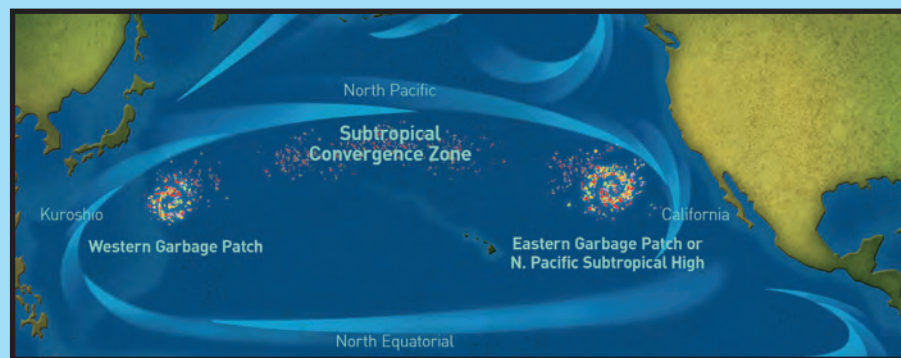 North Pacific
Subtropical
Convergence Zone
Kuroshio
California
Western Garbage Patch
Eastern Garbage Patch or
N. Pacific Subtropical High
North Equatorial